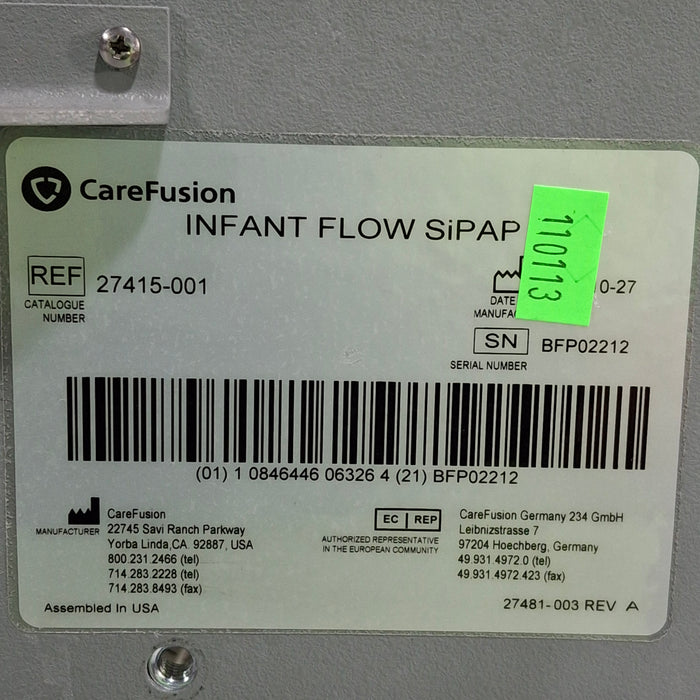 CareFusion
INFANT FLOW SiPAP
110113
REF 27415-001
CATALOGUE
NUMBER
DATE
0-27
SN BFP02212
SERIAL NUMBER
(01) 1 0846446 06326 4 (21) BFP02212
MANUFACTURER
CareFusion
22745 Savi Ranch Parkway
Yorba Linda,CA. 92887, USA
800.231.2466 (tel)
714.283.2228 (tel)
714.283.8493 (fax)
Assembled In USA
EC REP
AUTHORIZED REPRESENTATIVE
IN THE EUROPEAN COMMUNITY
CareFusion Germany 234 GmbH
Leibnizstrasse 7
97204 Hoechberg, Germany
49.931.4972.0 (tel)
49.931.4972.423 (fax)
27481-003 REV A